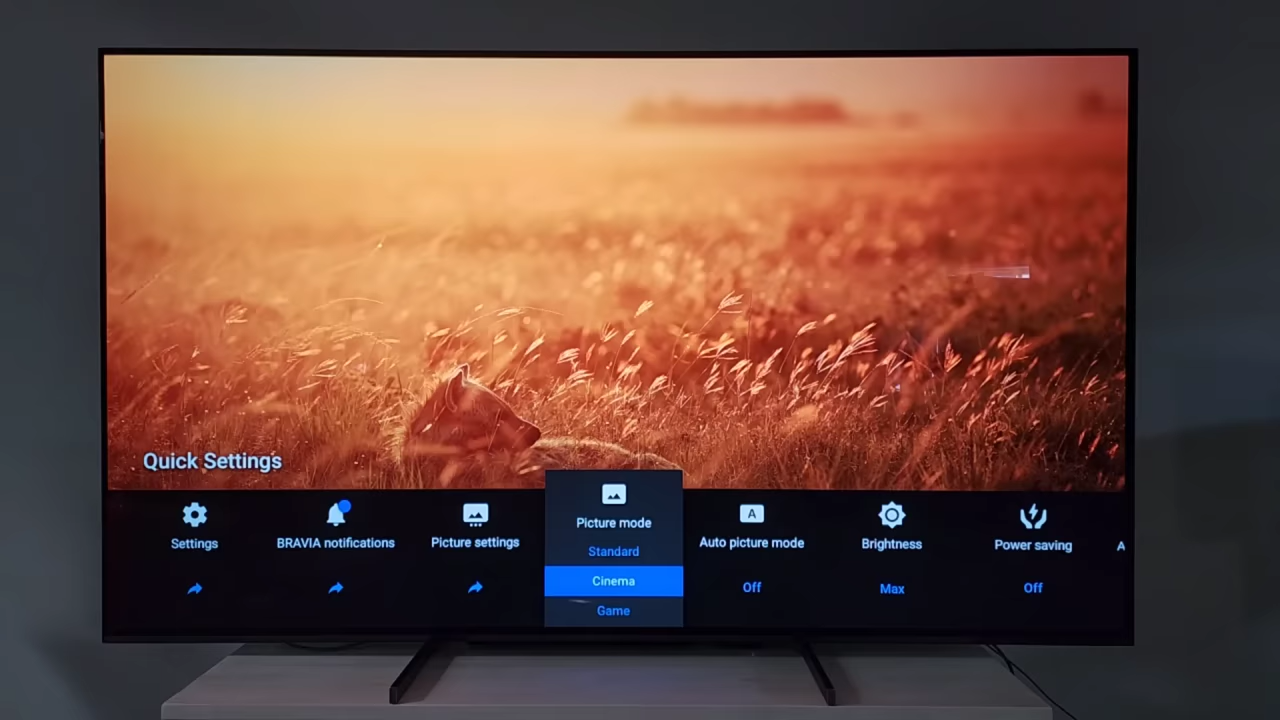 Quick Settings
Settings
BRAVIA notifications
Picture settings
Picture mode
Standard
Cinema
Game
A
Auto picture mode
Off
Brightness
Max
Power saving
Off
A